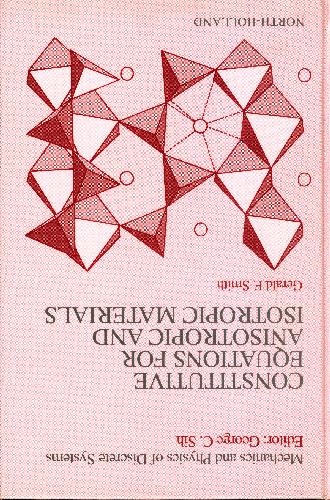 Mechanics and Physics of Discrete Systems
Editor: George C. Sih
CONSTITUTIVE
EQUATIONS FOR
ANISOTROPIC AND
ISOTROPIC MATERIALS
Gerald F. Smith
NORTH-HOLLAND